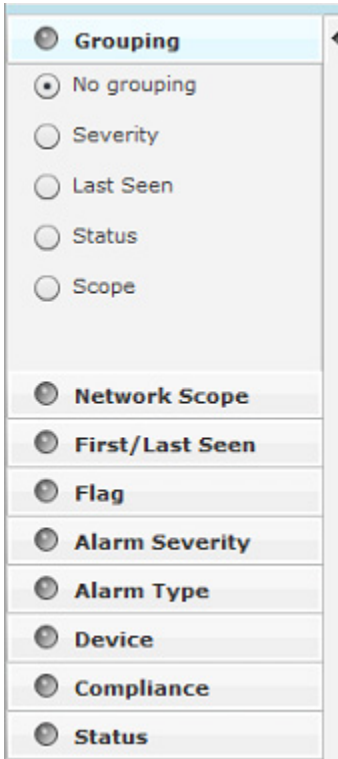 Grouping
No grouping
Severity
Last Seen
Status
Scope
Network Scope
First/Last Seen
Flag
Alarm Severity
Alarm Type
Device
Compliance
Status